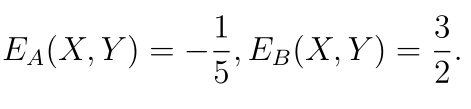 $E_A(X, Y) = -\frac{1}{5}, E_B(X, Y) = \frac{3}{2}.$